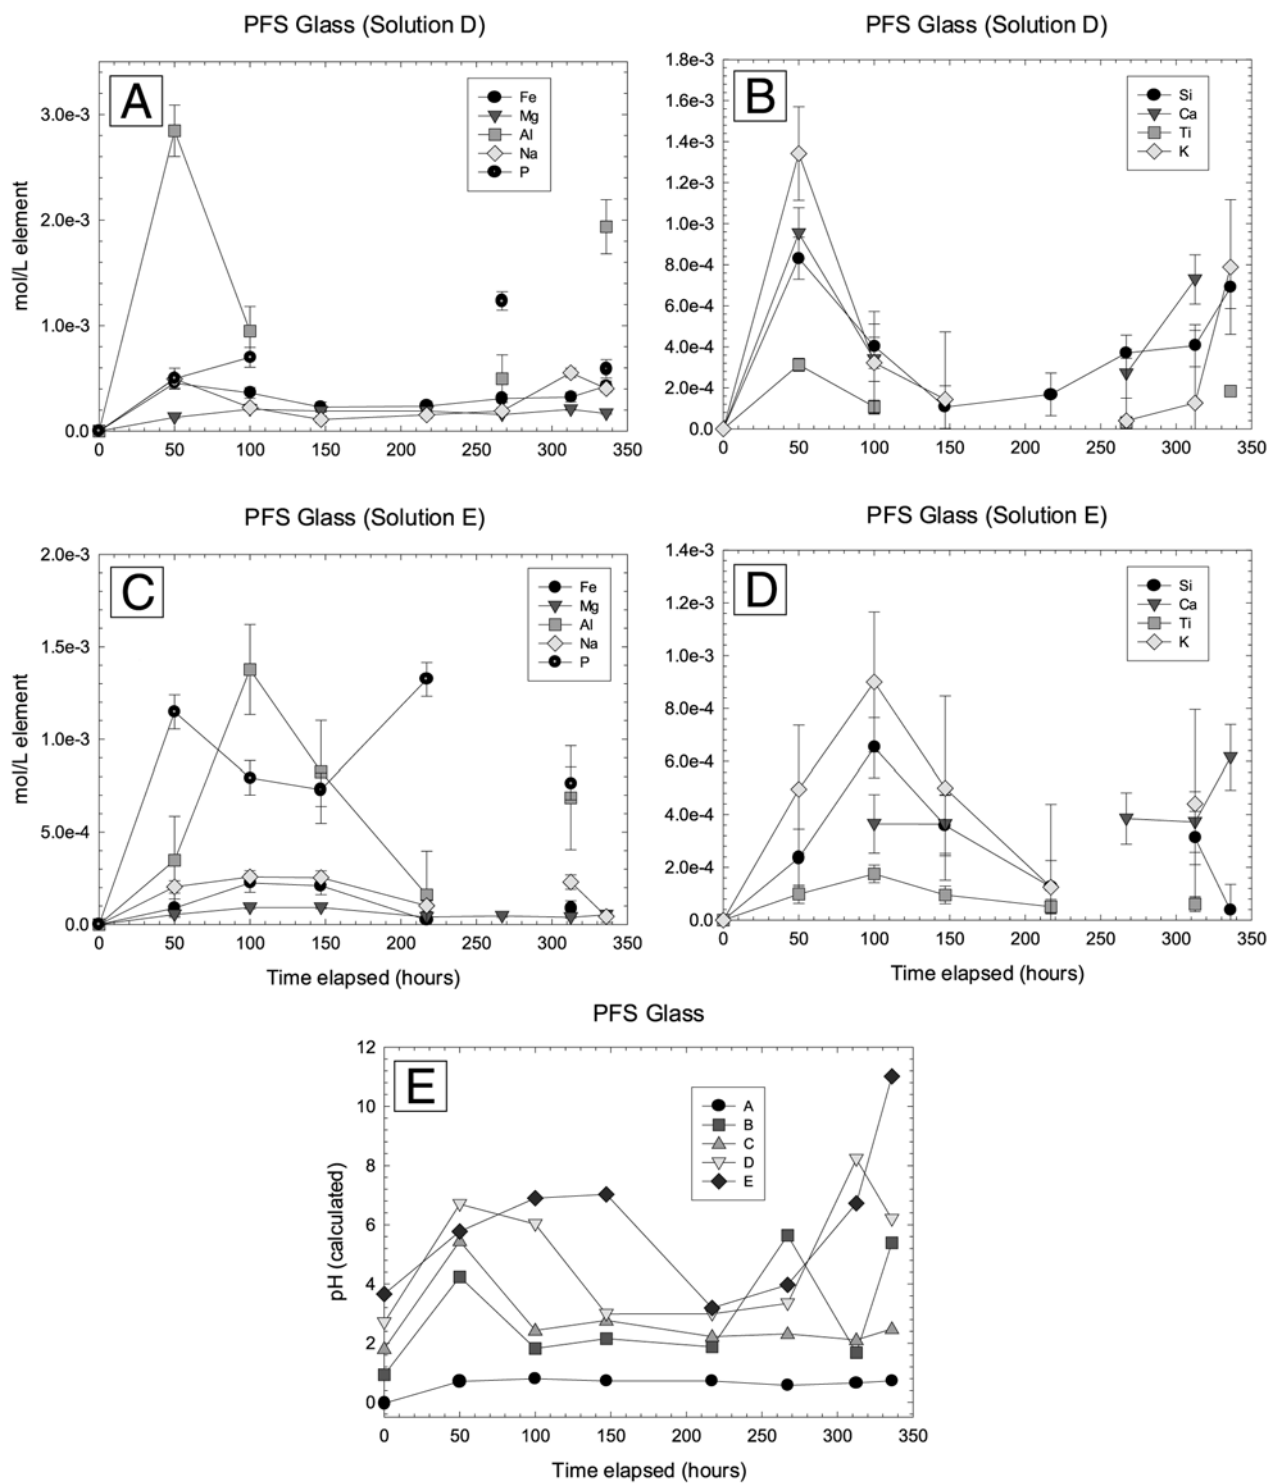 PFS Glass (Solution D)
A
Fe
Mg
Al
Na
P
3.0e-3
2.0e-3
1.0e-3
0.0
mol/L element
0 50 100 150 200 250 300 350
PFS Glass (Solution D)
B
Si
Ca
Ti
K
1.8e-3
1.6e-3
1.4e-3
1.2e-3
1.0e-3
8.0e-4
6.0e-4
4.0e-4
2.0e-4
0.0
0 50 100 150 200 250 300 350
PFS Glass (Solution E)
C
Fe
Mg
Al
Na
P
2.0e-3
1.5e-3
1.0e-3
5.0e-4
0.0
mol/L element
0 50 100 150 200 250 300 350
Time elapsed (hours)
PFS Glass (Solution E)
D
Si
Ca
Ti
K
1.4e-3
1.2e-3
1.0e-3
8.0e-4
6.0e-4
4.0e-4
2.0e-4
0.0
0 50 100 150 200 250 300 350
Time elapsed (hours)
PFS Glass
E
A
B
C
D
E
12
10
8
6
4
2
0
pH (calculated)
0 50 100 150 200 250 300 350
Time elapsed (hours)